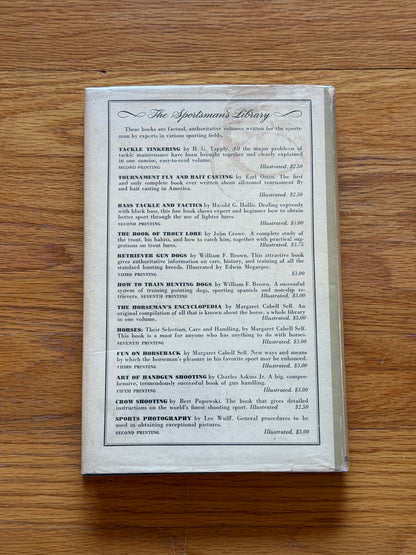 The Sportsman's Library
These books are factual, authoritative volumes written for the sports-
man by experts in various sporting fields.
TACKLE TINKERING by H. G. Tapply. All the major problems of
tackle maintenance have been brought together and clearly explained
in one concise, easy-to-read volume.
SECOND PRINTING Illustrated. $2.50
TOURNAMENT FLY AND BAIT CASTING by Earl Osten. The first
and only complete book ever written about all-round tournament fly
and bait casting in America.
Illustrated. $2.50
BASS TACKLE AND TACTICS by Harold G. Hollis. Dealing expressly
with black bass, this fine book shows expert and beginner how to obtain
better sport through the use of lighter lures.
SECOND PRINTING Illustrated. $3.00
THE BOOK OF TROUT LORE by John Crowe. A complete study of
the trout, his habits, and how to catch him, together with practical sug-
gestions on trout lures. Illustrated. $3.75
RETRIEVER GUN DOGS by William F. Brown. This attractive book
gives authoritative information on care, history, and training of all the
standard hunting breeds. Illustrated by Edwin Megargee.
THIRD PRINTING $3.00
HOW TO TRAIN HUNTING DOGS by William F. Brown. A successful
system of training pointing dogs, sporting spaniels, and non-slip re-
trievers. SEVENTH PRINTING Illustrated. $3.00
THE HORSEMAN'S ENCYCLOPEDIA by Margaret Cabell Self. An
original compilation of all that is known about the horse, a whole library
in one volume. Illustrated. $5.00
HORSES: Their Selection, Care and Handling, by Margaret Cabell Self.
This book is a must for anyone who has anything to do with horses.
SEVENTH PRINTING Illustrated. $3.00
FUN ON HORSEBACK by Margaret Cabell Self. New ways and means
by which the horseman's pleasure in his favorite sport may be enhanced.
THIRD PRINTING Illustrated. $3.00
ART OF HANDGUN SHOOTING by Charles Askins Jr. A big, compre-
hensive, tremendously successful book of gun handling.
FIFTH PRINTING Illustrated. $3.00
CROW SHOOTING by Bert Popowski. The book that gives detailed
instructions on the world's finest shooting sport. Illustrated $2.50
SPORTS PHOTOGRAPHY by Lee Wulff. General procedures to be
used in obtaining exceptional pictures.
SECOND PRINTING Illustrated. $3.00